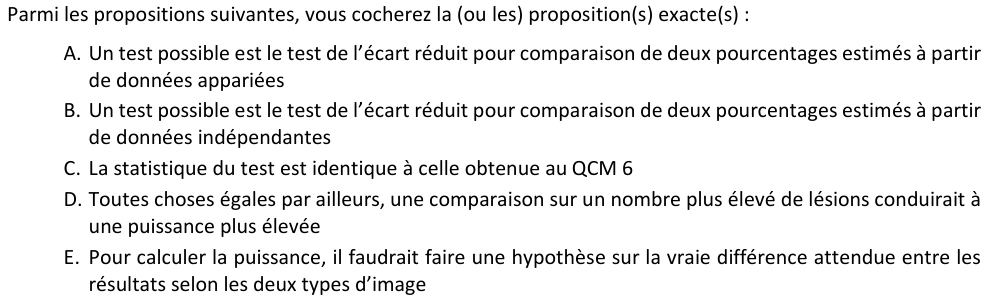 Parmi les propositions suivantes, vous cocherez la (ou les) proposition(s) exacte(s) :
A. Un test possible est le test de l’écart réduit pour comparaison de deux pourcentages estimés à partir
de données appariées
B. Un test possible est le test de l’écart réduit pour comparaison de deux pourcentages estimés à partir
de données indépendantes
C. La statistique du test est identique à celle obtenue au QCM 6
D. Toutes choses égales par ailleurs, une comparaison sur un nombre plus élevé de lésions conduirait à
une puissance plus élevée
E. Pour calculer la puissance, il faudrait faire une hypothèse sur la vraie différence attendue entre les
résultats selon les deux types d’image